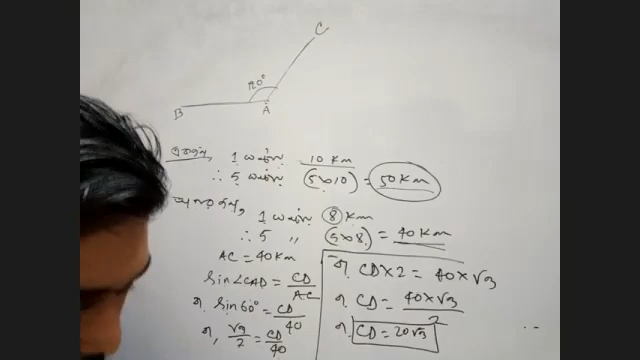 C
120°
B A
1 ঘন্টায় 10 Km
∴ 5 ঘন্টায় (5×10) = 50 Km
1 ঘন্টায় 8 Km
∴ 5 " (5×8) = 40 Km
AC = 40 Km
Sin∠CAD = CD/AC
বা, Sin 60° = CD/40
বা, √3/2 = CD/40
বা, CD×2 = 40×√3
বা, CD = 40×√3/2
বা, CD = 20√3